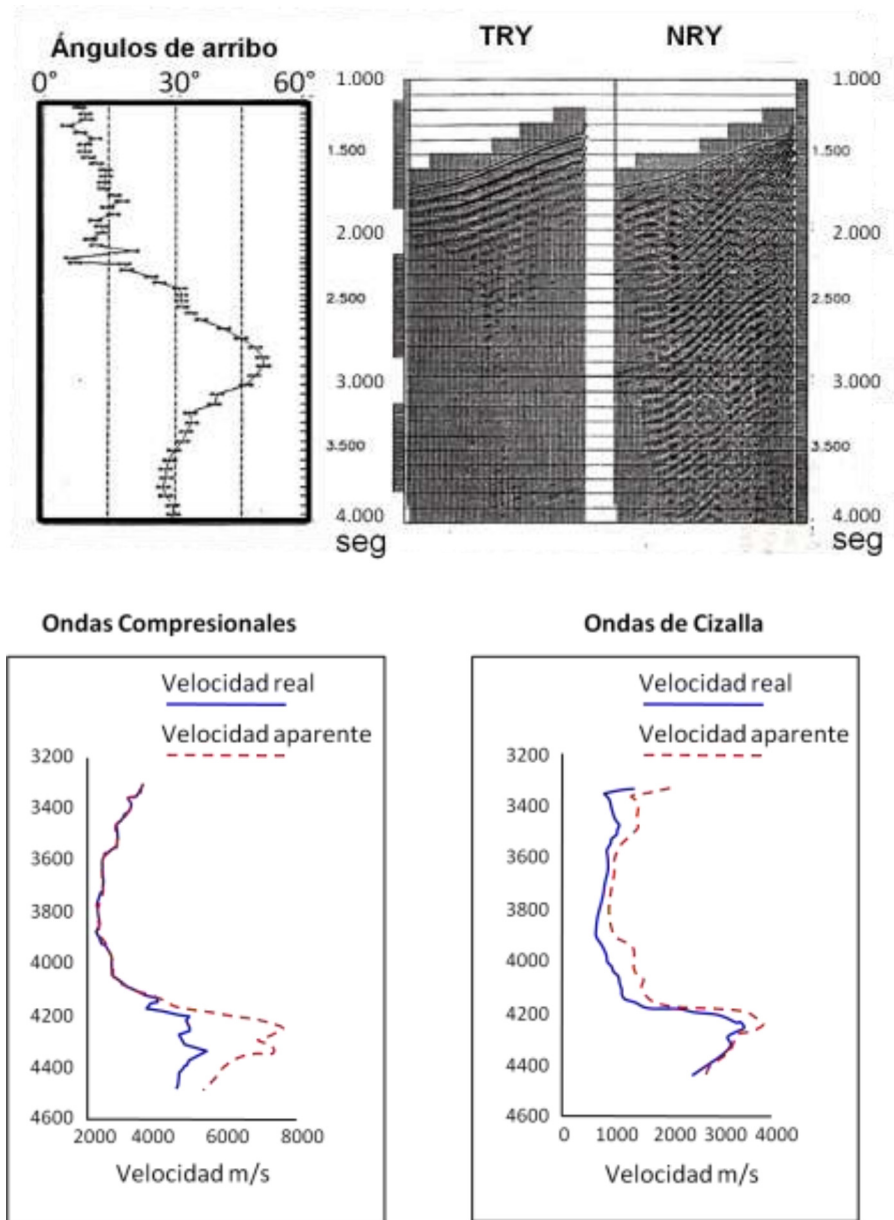 Ángulos de arribo
0° 30° 60°
TRY NRY
1.000
1.500
2.000
2.500
3.000
3.500
4.000
seg
1.000
1.500
2.000
2.500
3.000
3.500
4.000
seg
Ondas Compresionales
Velocidad real
Velocidad aparente
3200
3400
3600
3800
4000
4200
4400
4600
2000 4000 6000 8000
Velocidad m/s
Ondas de Cizalla
Velocidad real
Velocidad aparente
3200
3400
3600
3800
4000
4200
4400
4600
0 1000 2000 3000 4000
Velocidad m/s